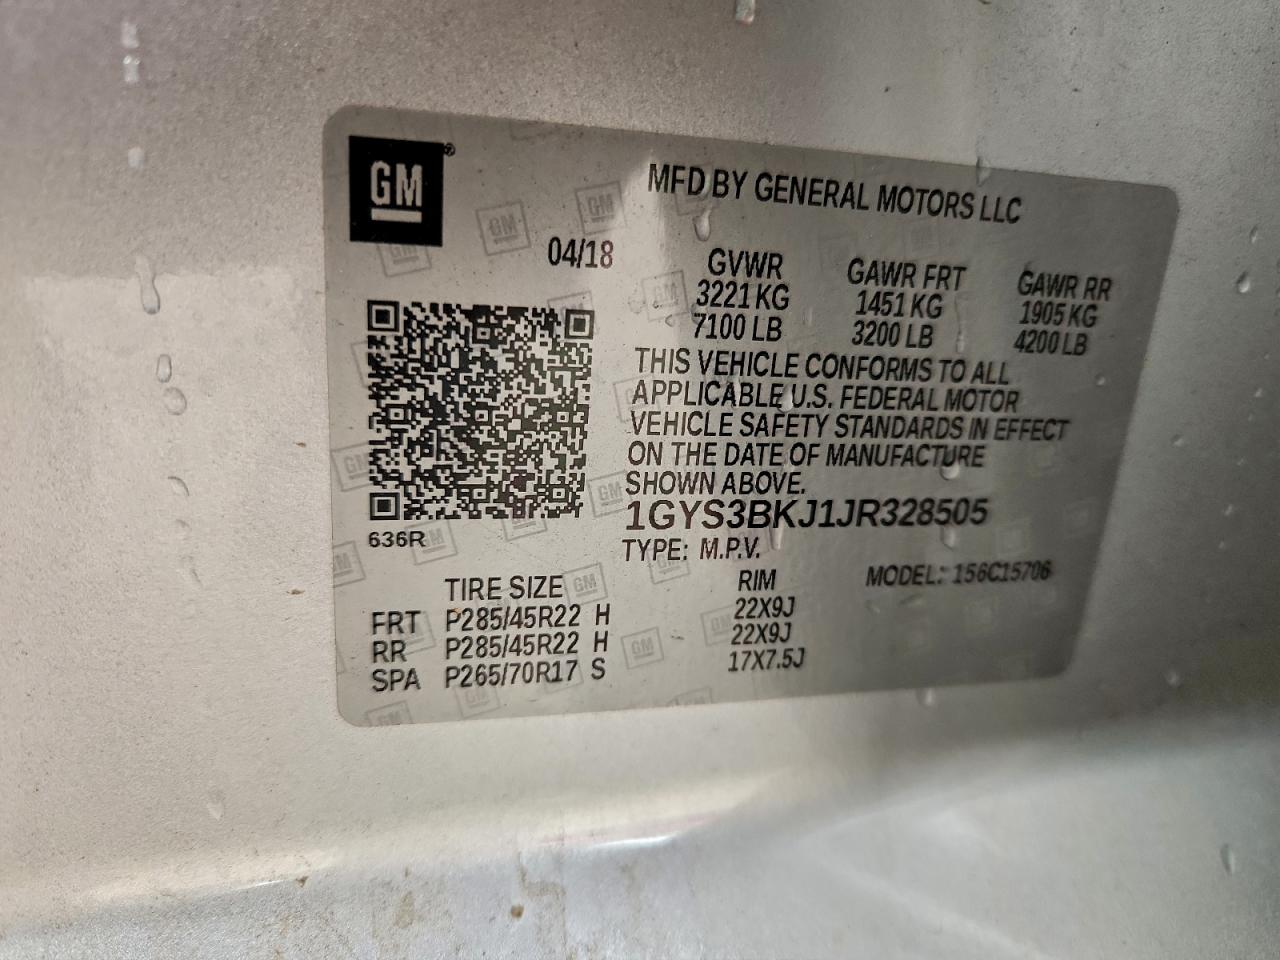 GM
MFD BY GENERAL MOTORS LLC
04/18
GVWR GAWR FRT GAWR RR
3221 KG 1451 KG 1905 KG
7100 LB 3200 LB 4200 LB
THIS VEHICLE CONFORMS TO ALL
APPLICABLE U.S. FEDERAL MOTOR
VEHICLE SAFETY STANDARDS IN EFFECT
ON THE DATE OF MANUFACTURE
SHOWN ABOVE.
1GYS3BKJ1JR328505
636R
TYPE: M.P.V.
TIRE SIZE RIM MODEL: 156C15706
FRT P285/45R22 H 22X9J
RR P285/45R22 H 22X9J
SPA P265/70R17 S 17X7.5J